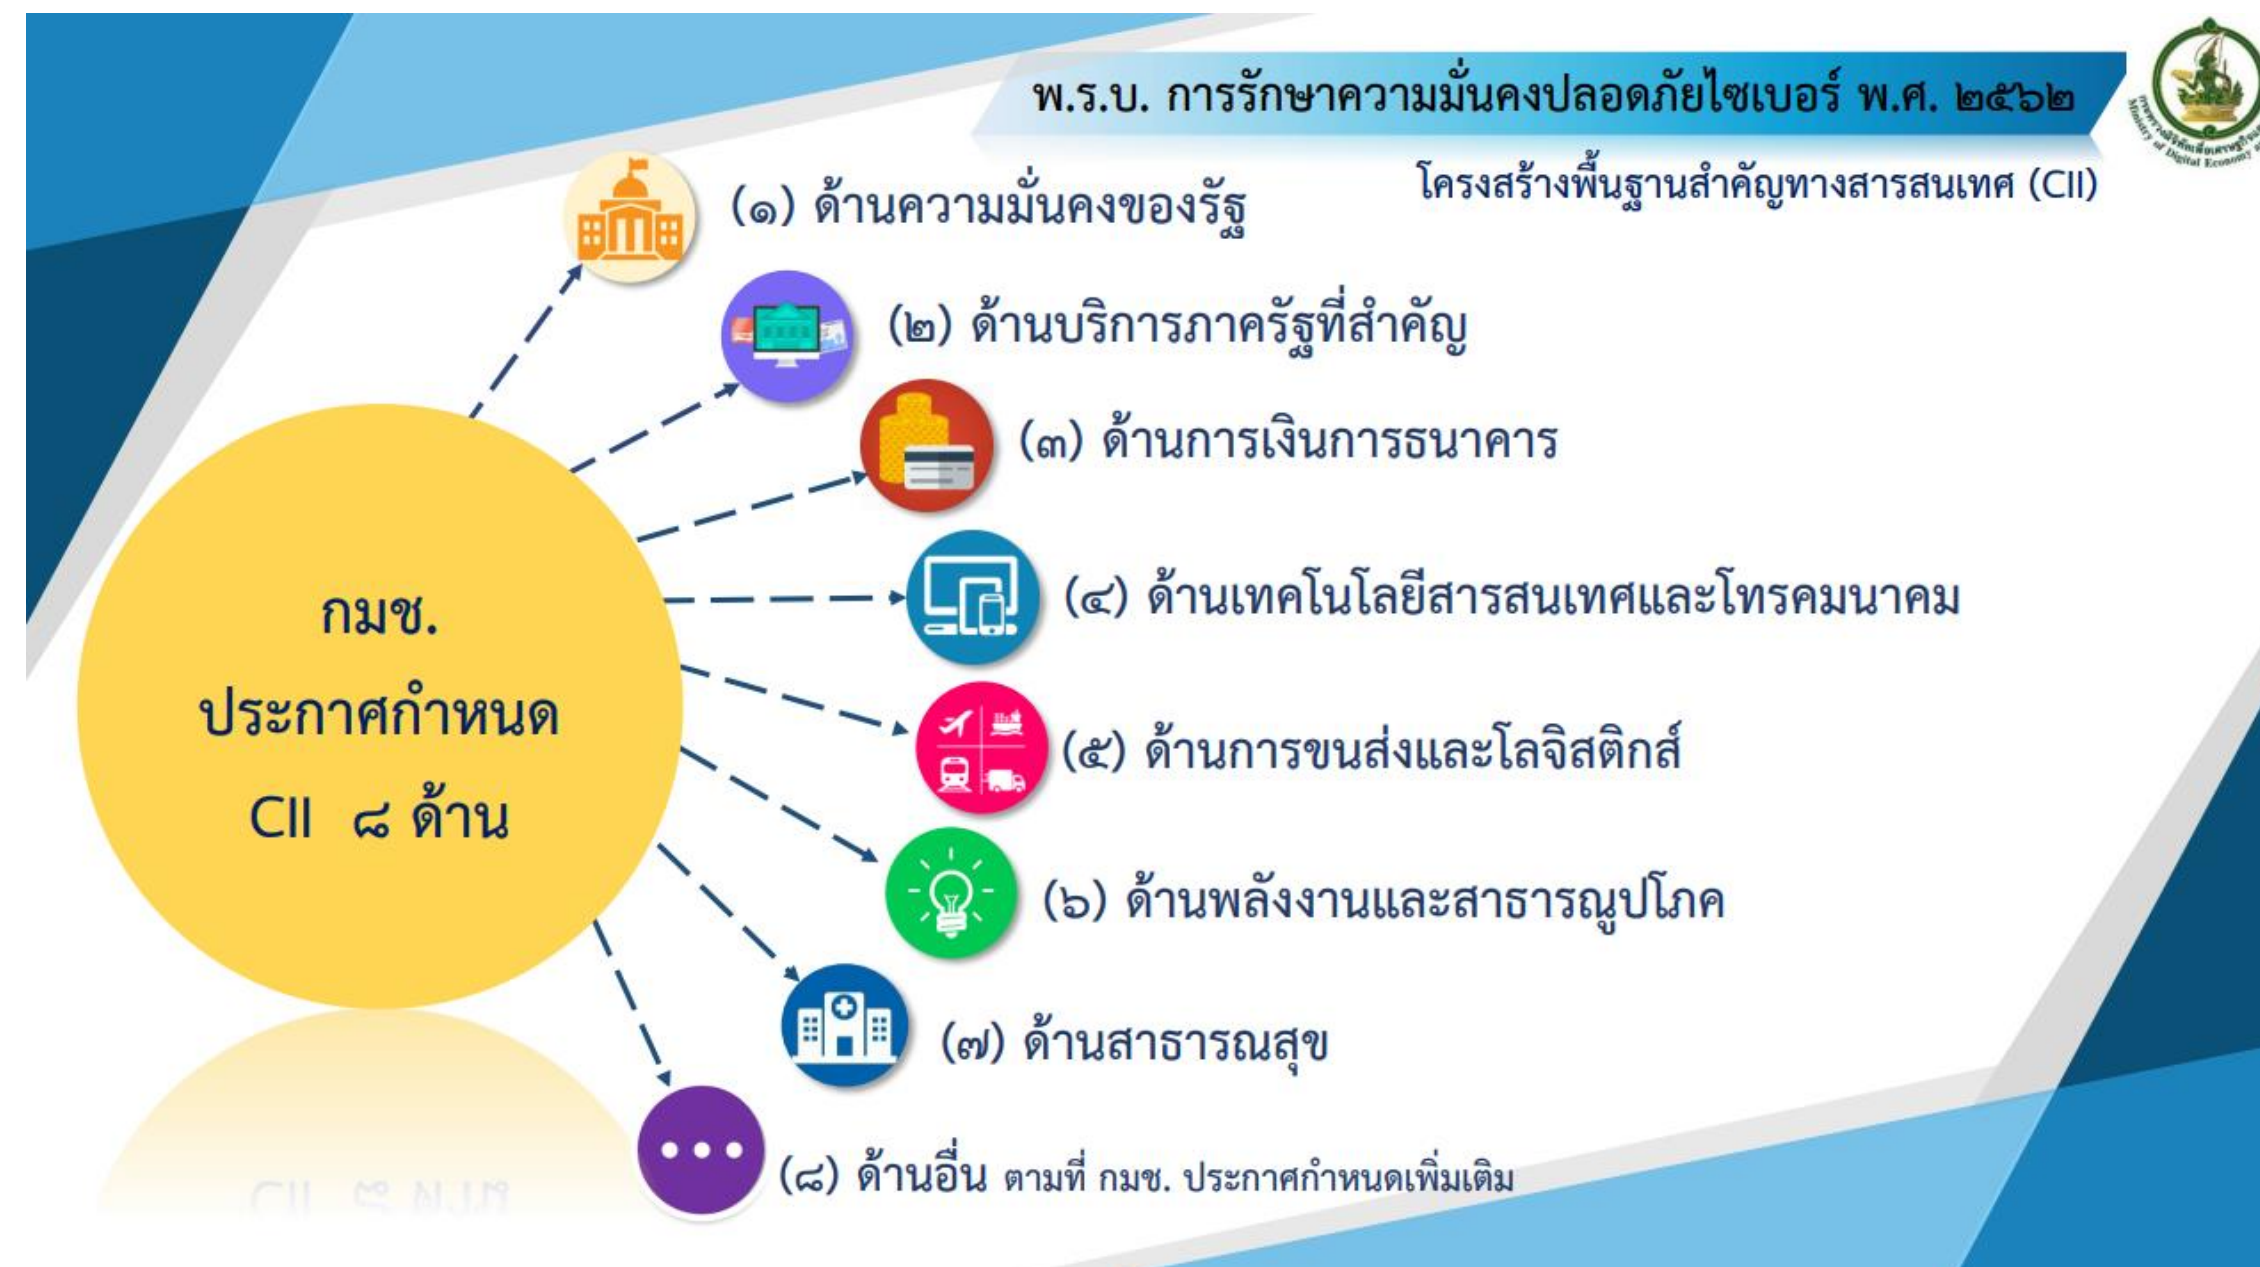 พ.ร.บ. การรักษาความมั่นคงปลอดภัยไซเบอร์ พ.ศ. ๒๕๖๒
โครงสร้างพื้นฐานสำคัญทางสารสนเทศ (CII)
กมช.
ประกาศกำหนด
CII ๘ ด้าน
(๑) ด้านความมั่นคงของรัฐ
(๒) ด้านบริการภาครัฐที่สำคัญ
(๓) ด้านการเงินการธนาคาร
(๔) ด้านเทคโนโลยีสารสนเทศและโทรคมนาคม
(๕) ด้านการขนส่งและโลจิสติกส์
(๖) ด้านพลังงานและสาธารณูปโภค
(๗) ด้านสาธารณสุข
(๘) ด้านอื่น ตามที่ กมช. ประกาศกำหนดเพิ่มเติม
Ministry of Digital Economy